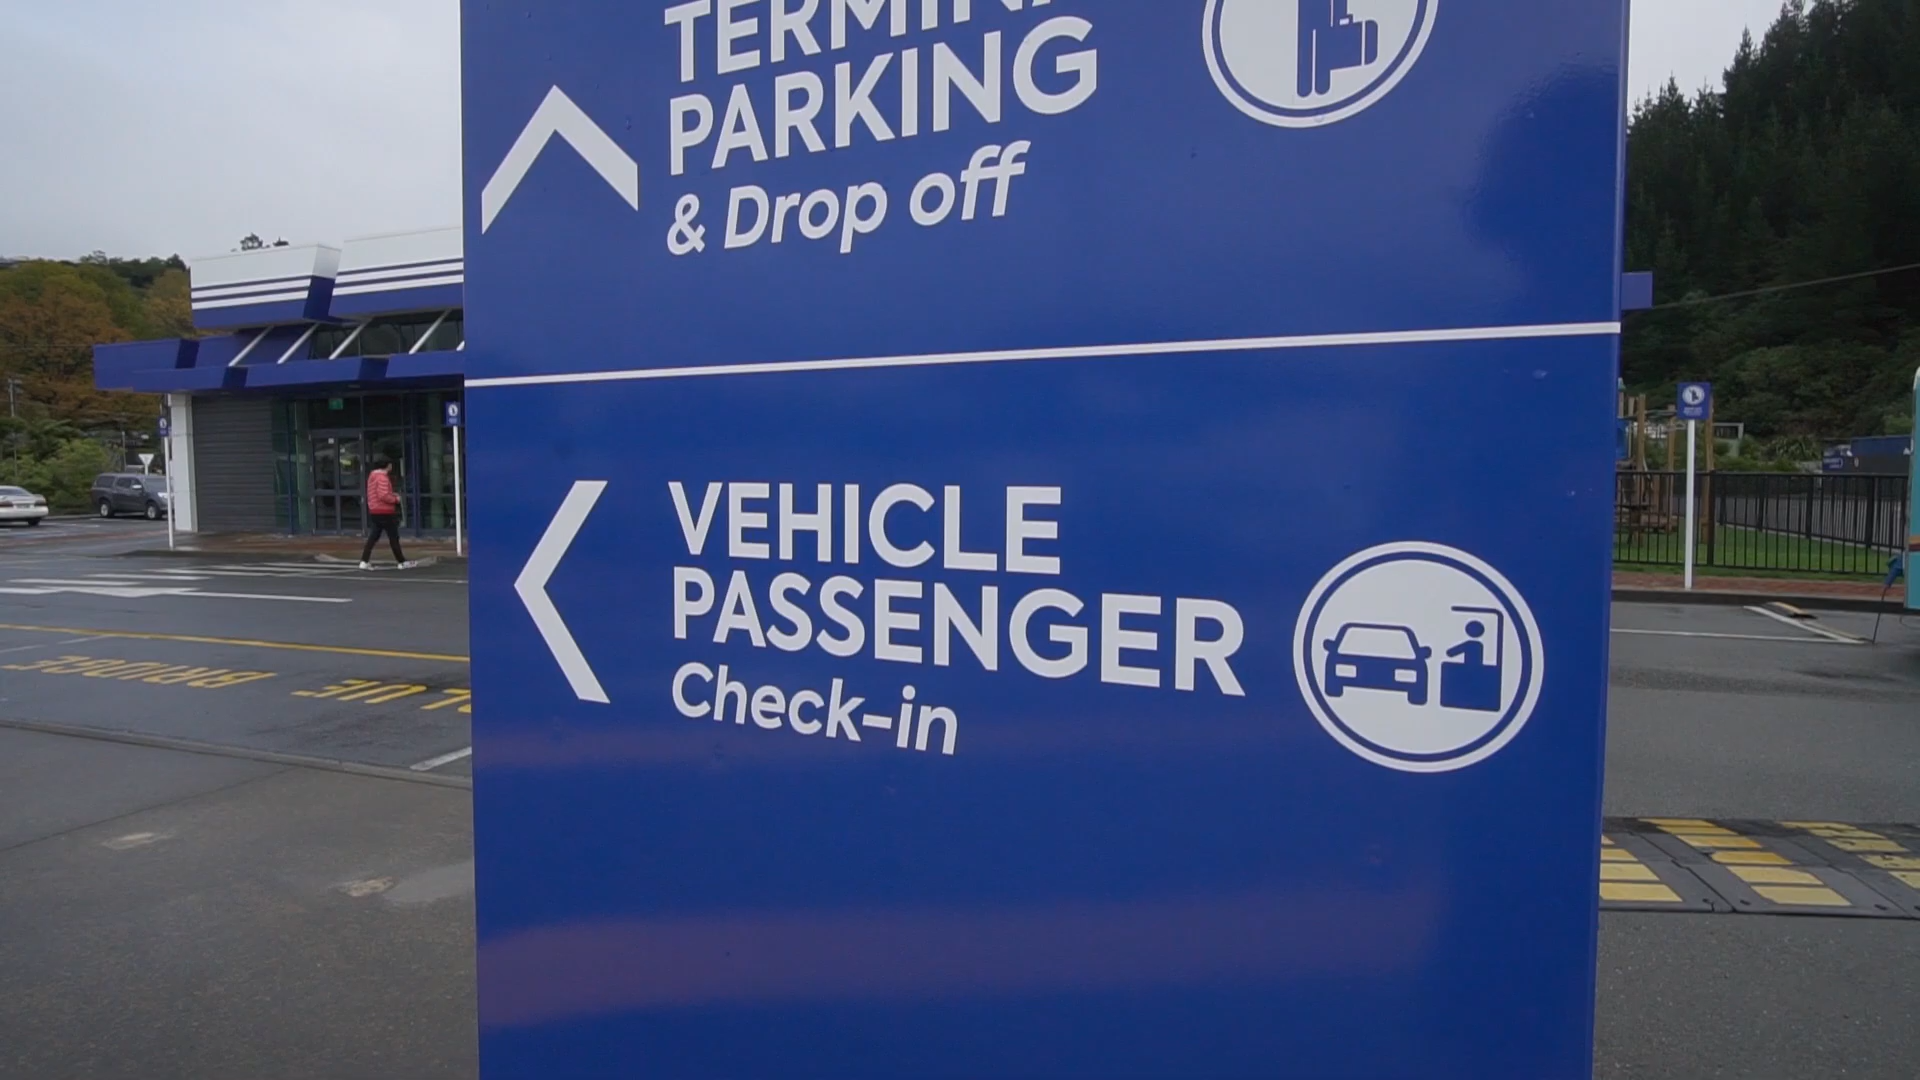 PARKING
& Drop off
VEHICLE
PASSENGER
Check-in